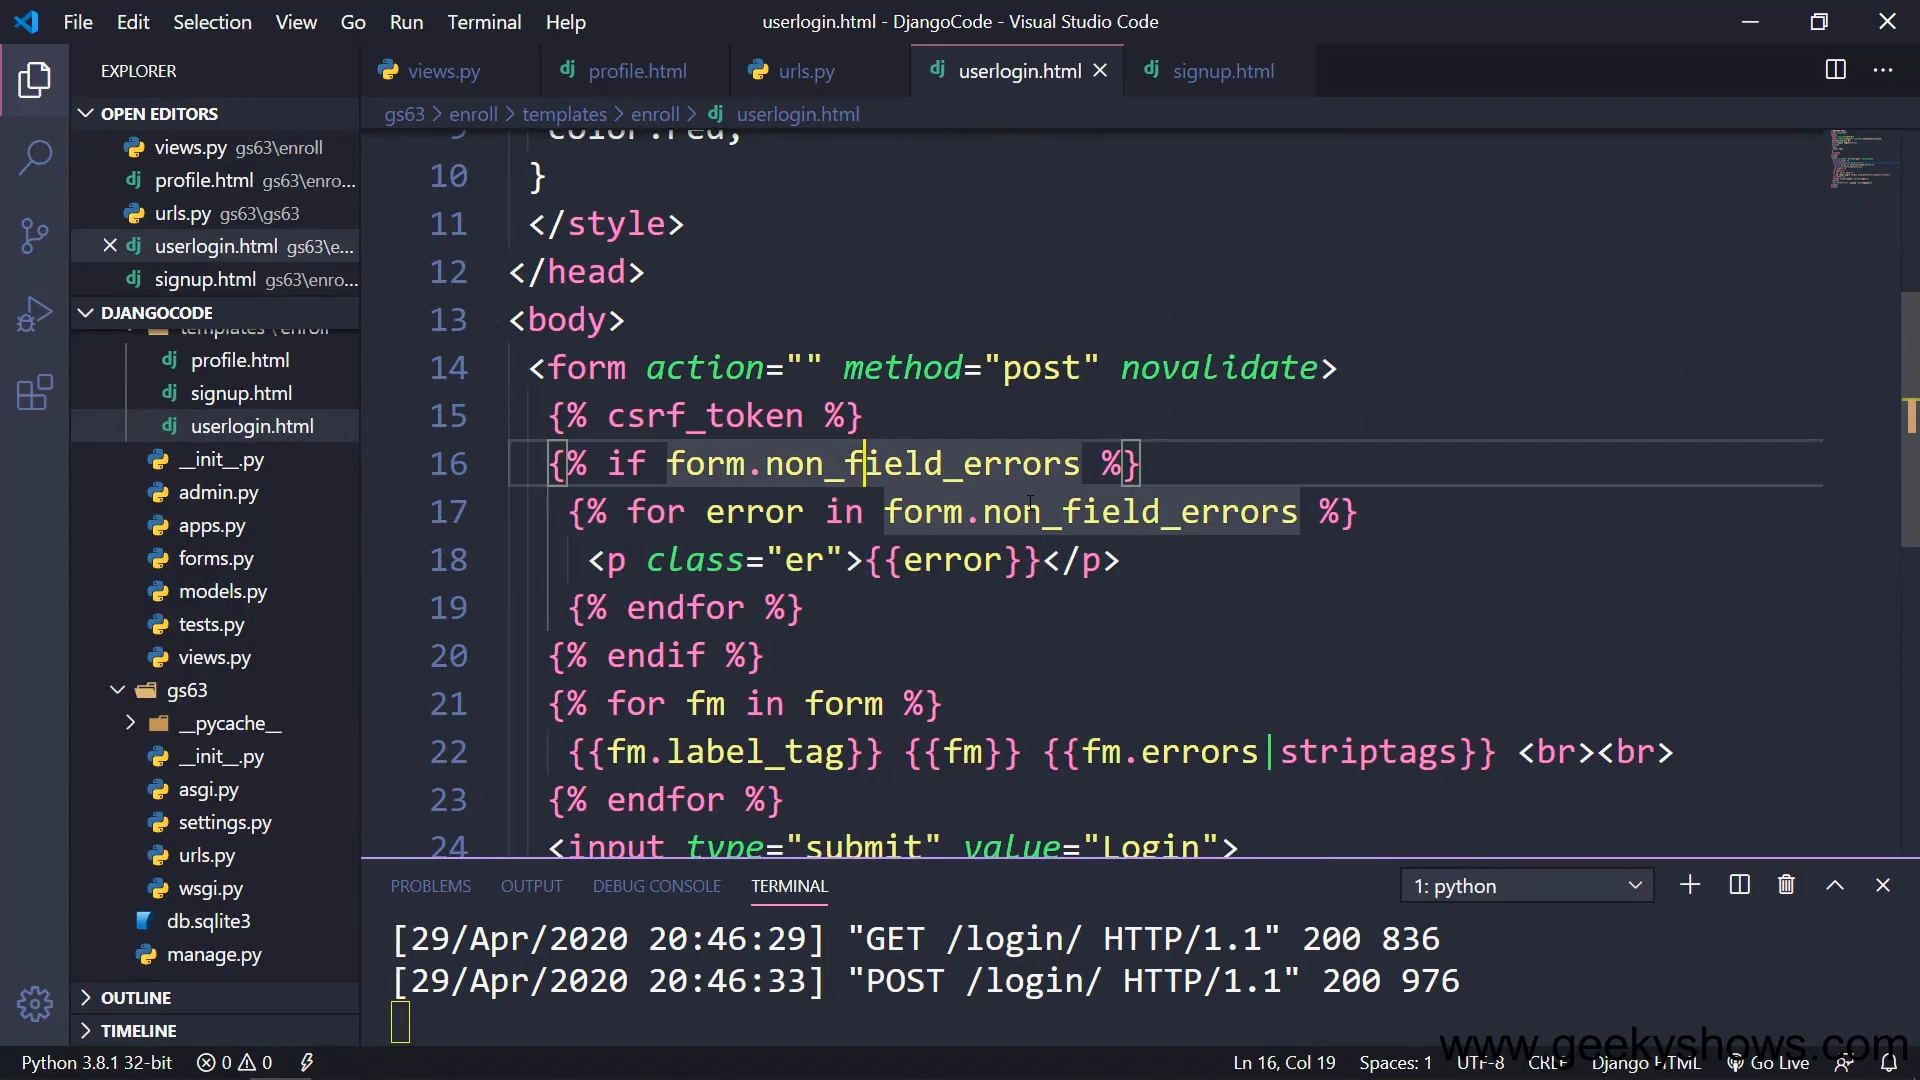 File Edit Selection View Go Run Terminal Help
userlogin.html - DjangoCode - Visual Studio Code
EXPLORER
views.py profile.html urls.py userlogin.html signup.html
OPEN EDITORS
gs63 > enroll > templates > enroll > userlogin.html
views.py gs63\enroll
profile.html gs63\enro...
urls.py gs63\gs63
userlogin.html gs63\e...
signup.html gs63\enro...
DJANGOCODE
templates \ enroll
profile.html
signup.html
userlogin.html
__init__.py
admin.py
apps.py
forms.py
models.py
tests.py
views.py
gs63
__pycache__
__init__.py
asgi.py
settings.py
urls.py
wsgi.py
db.sqlite3
manage.py
OUTLINE
TIMELINE
9 color:red;
10 }
11 </style>
12 </head>
13 <body>
14 <form action="" method="post" novalidate>
15 {% csrf_token %}
16 {% if form.non_field_errors %}
17 {% for error in form.non_field_errors %}
18 <p class="er">{{error}}</p>
19 {% endfor %}
20 {% endif %}
21 {% for fm in form %}
22 {{fm.label_tag}} {{fm}} {{fm.errors|striptags}} <br><br>
23 {% endfor %}
24 <input type="submit" value="Login">
PROBLEMS OUTPUT DEBUG CONSOLE TERMINAL 1: python
[29/Apr/2020 20:46:29] "GET /login/ HTTP/1.1" 200 836
[29/Apr/2020 20:46:33] "POST /login/ HTTP/1.1" 200 976
www.geekyshows.com
Python 3.8.1 32-bit 0 0 Ln 16, Col 19 Spaces: 1 UTF-8 CRLF Django HTML Go Live